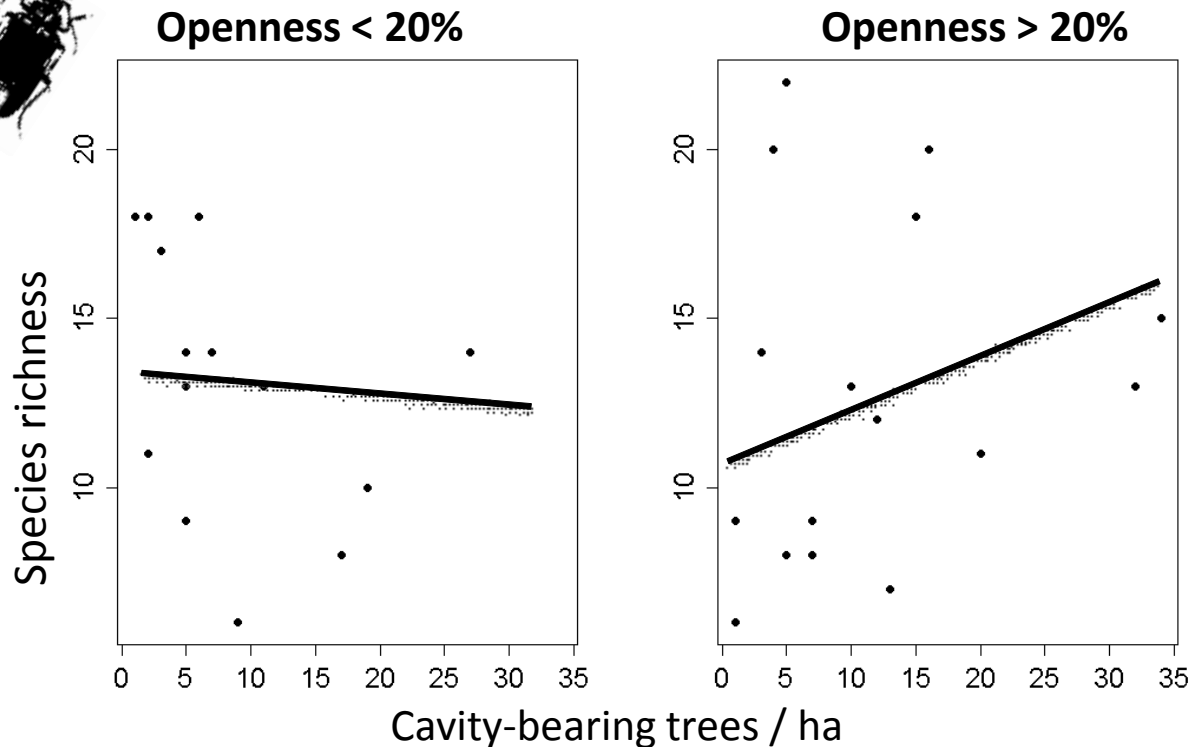 Openness < 20%
Openness > 20%
Species richness
20
15
10
20
15
10
0 5 10 15 20 25 30 35
0 5 10 15 20 25 30 35
Cavity-bearing trees / ha